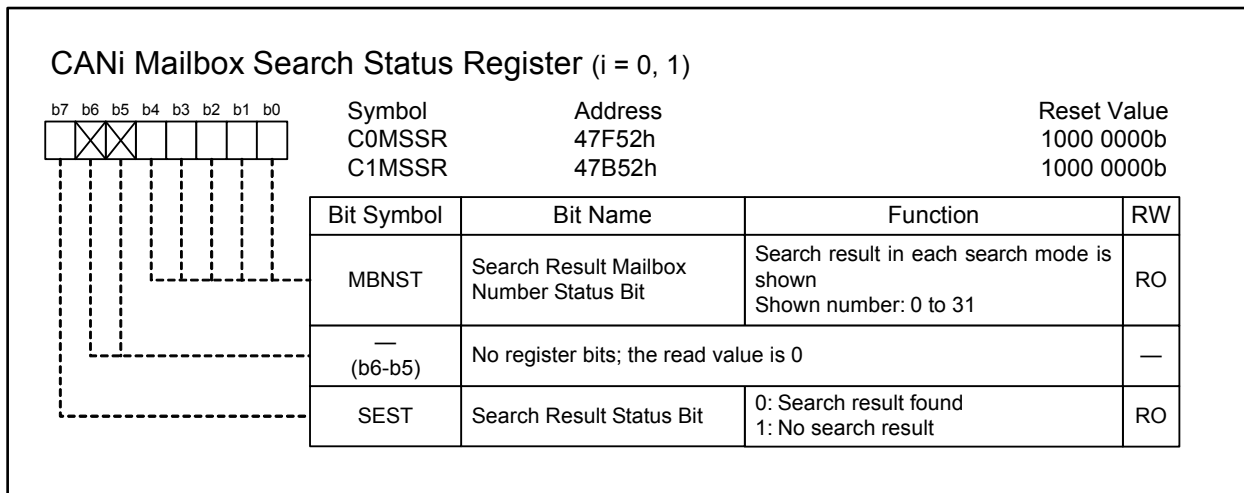 CANi Mailbox Search Status Register (i = 0, 1)
b7 b6 b5 b4 b3 b2 b1 b0
Symbol Address Reset Value
C0MSSR 47F52h 1000 0000b
C1MSSR 47B52h 1000 0000b
Bit Symbol Bit Name Function RW
MBNST Search Result Mailbox Number Status Bit Search result in each search mode is shown Shown number: 0 to 31 RO
— (b6-b5) No register bits; the read value is 0 —
SEST Search Result Status Bit 0: Search result found 1: No search result RO